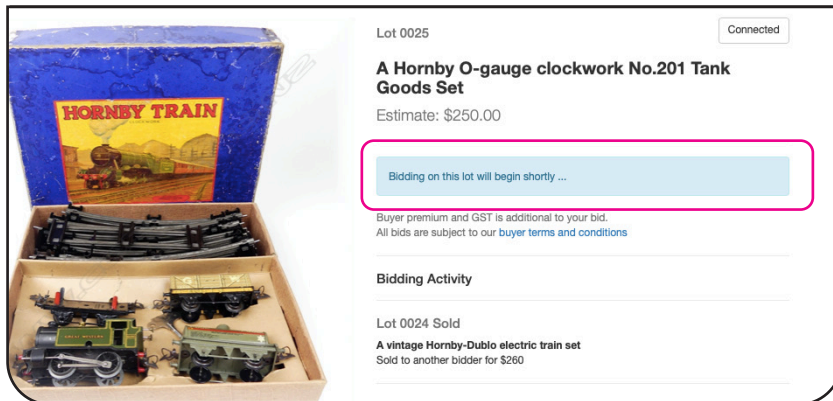 Lot 0025
Connected
A Hornby O-gauge clockwork No.201 Tank
Goods Set
Estimate: $250.00
Bidding on this lot will begin shortly ...
Buyer premium and GST is additional to your bid.
All bids are subject to our buyer terms and conditions
Bidding Activity
Lot 0024 Sold
A vintage Hornby-Dublo electric train set
Sold to another bidder for $260
HORNBY TRAIN
GREAT WESTERN